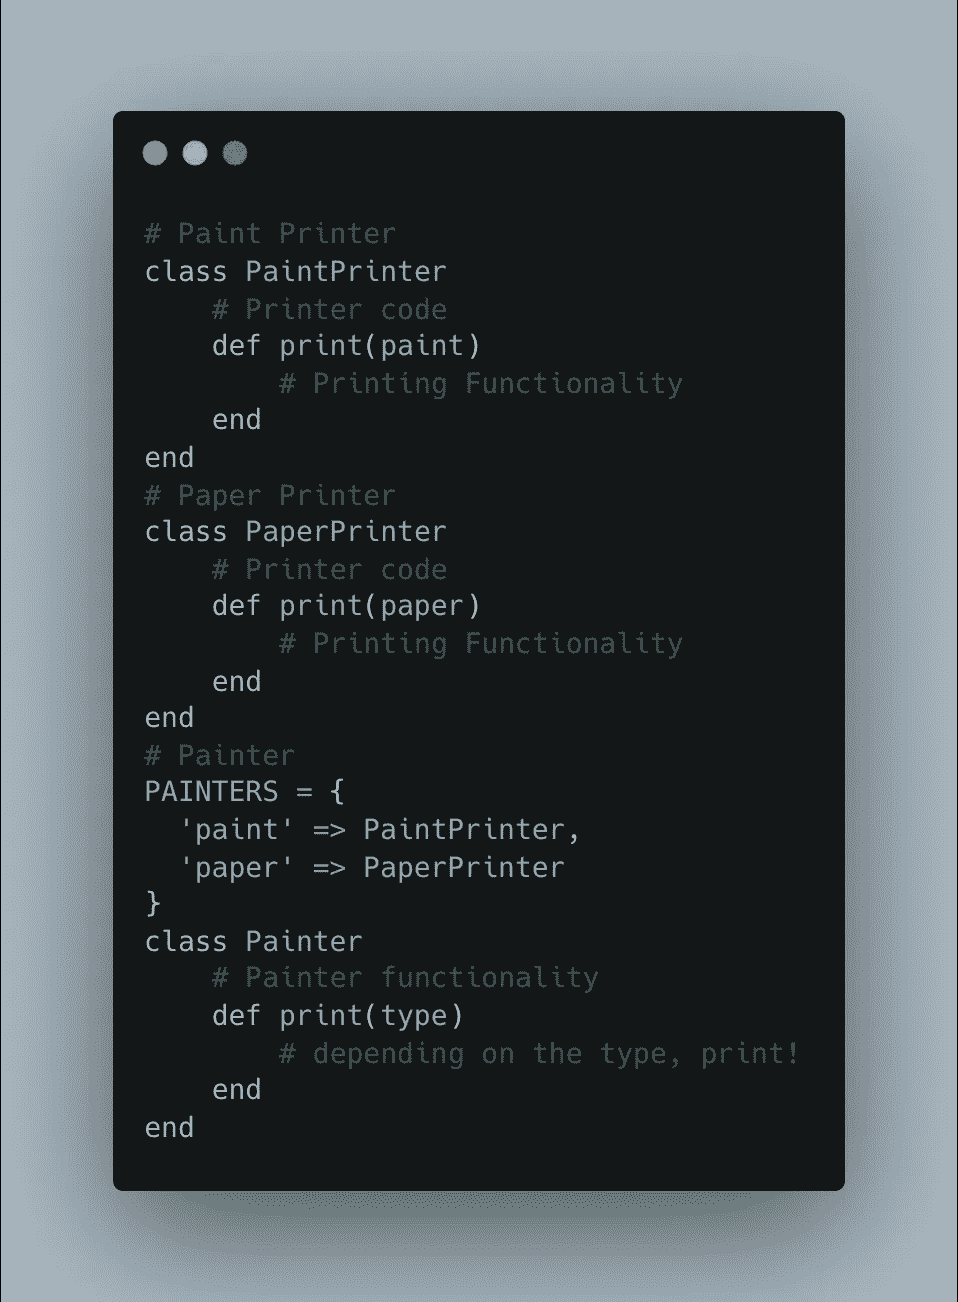 # Paint Printer
class PaintPrinter
    # Printer code
    def print(paint)
        # Printing Functionality
    end
end
# Paper Printer
class PaperPrinter
    # Printer code
    def print(paper)
        # Printing Functionality
    end
end
# Painter
PAINTERS = {
  'paint' => PaintPrinter,
  'paper' => PaperPrinter
}
class Painter
    # Painter functionality
    def print(type)
        # depending on the type, print!
    end
end